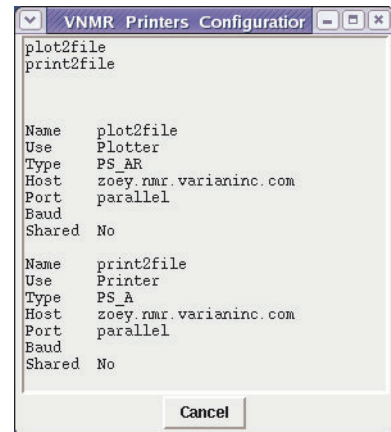 VNMR Printers Configuration
plot2file
print2file
Name plot2file
Use Plotter
Type PS_AR
Host zoey.nmr.varianinc.com
Port parallel
Baud
Shared No
Name print2file
Use Printer
Type PS_A
Host zoey.nmr.varianinc.com
Port parallel
Baud
Shared No
Cancel